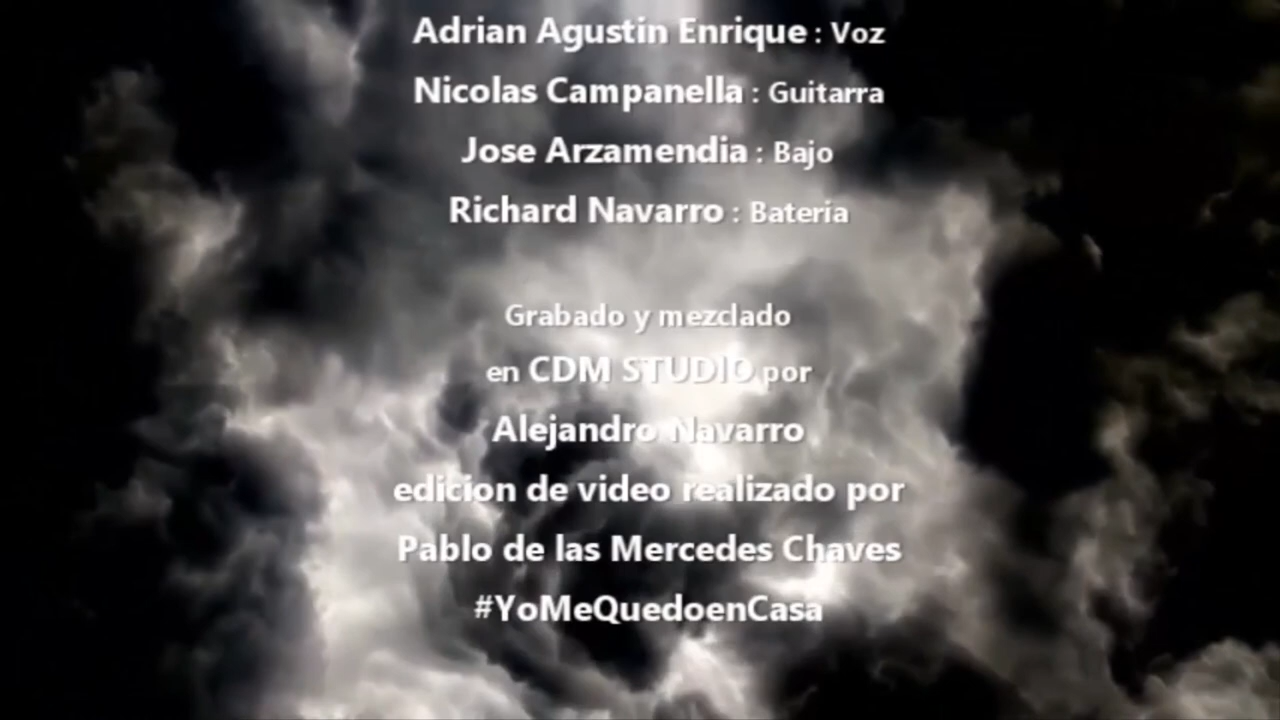 Adrian Agustin Enrique : Voz
Nicolas Campanella : Guitarra
Jose Arzamendia : Bajo
Richard Navarro : Bateria
Grabado y mezclado
en CDM STUDIO por
Alejandro Navarro
edicion de video realizado por
Pablo de las Mercedes Chaves
#YoMeQuedoenCasa